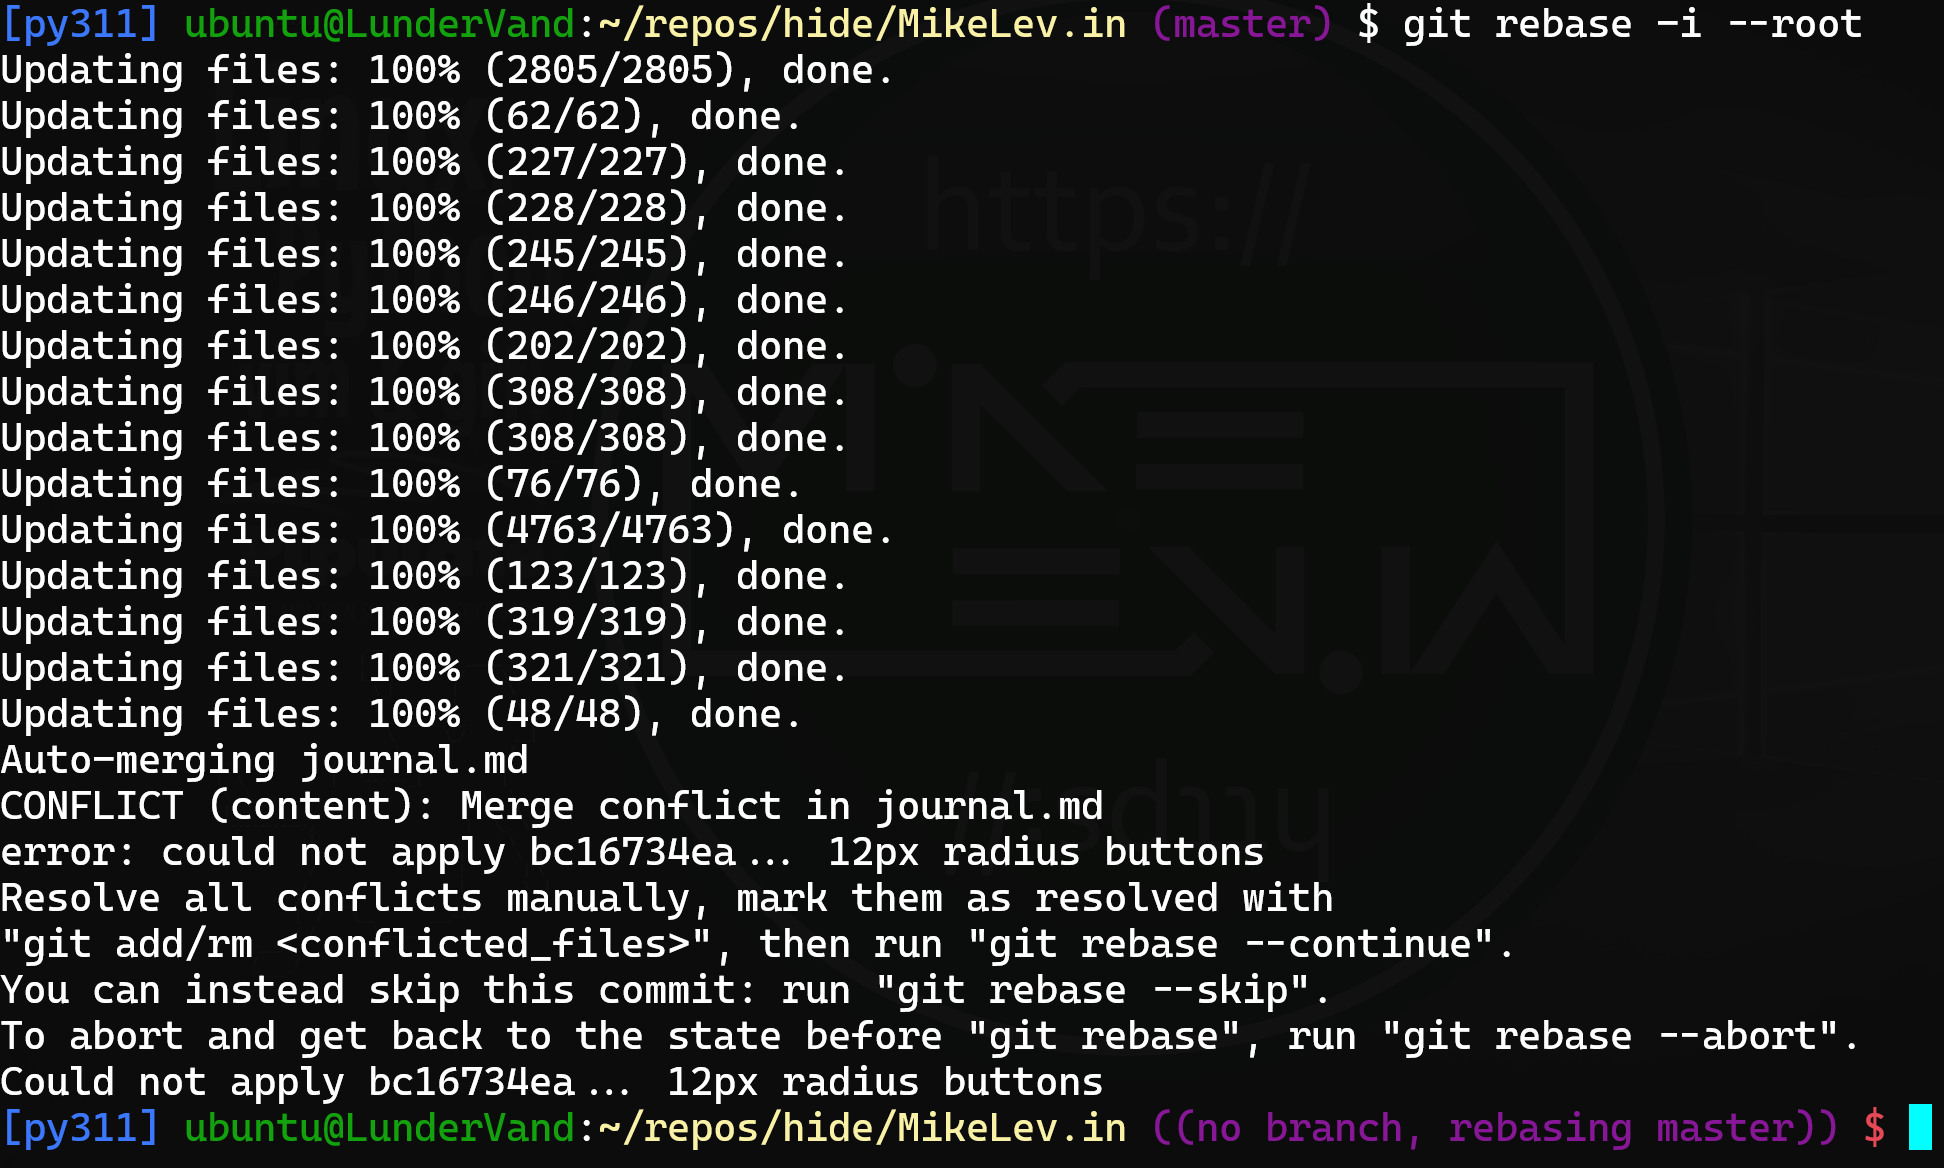 [py311] ubuntu@LunderVand:~/repos/hide/MikeLev.in (master) $ git rebase -i --root
Updating files: 100% (2805/2805), done.
Updating files: 100% (62/62), done.
Updating files: 100% (227/227), done.
Updating files: 100% (228/228), done.
Updating files: 100% (245/245), done.
Updating files: 100% (246/246), done.
Updating files: 100% (202/202), done.
Updating files: 100% (308/308), done.
Updating files: 100% (308/308), done.
Updating files: 100% (76/76), done.
Updating files: 100% (4763/4763), done.
Updating files: 100% (123/123), done.
Updating files: 100% (319/319), done.
Updating files: 100% (321/321), done.
Updating files: 100% (48/48), done.
Auto-merging journal.md
CONFLICT (content): Merge conflict in journal.md
error: could not apply bc16734ea... 12px radius buttons
Resolve all conflicts manually, mark them as resolved with
"git add/rm <conflicted_files>", then run "git rebase --continue".
You can instead skip this commit: run "git rebase --skip".
To abort and get back to the state before "git rebase", run "git rebase --abort".
Could not apply bc16734ea... 12px radius buttons
[py311] ubuntu@LunderVand:~/repos/hide/MikeLev.in ((no branch, rebasing master)) $
https://
MIKE
LEV.IN